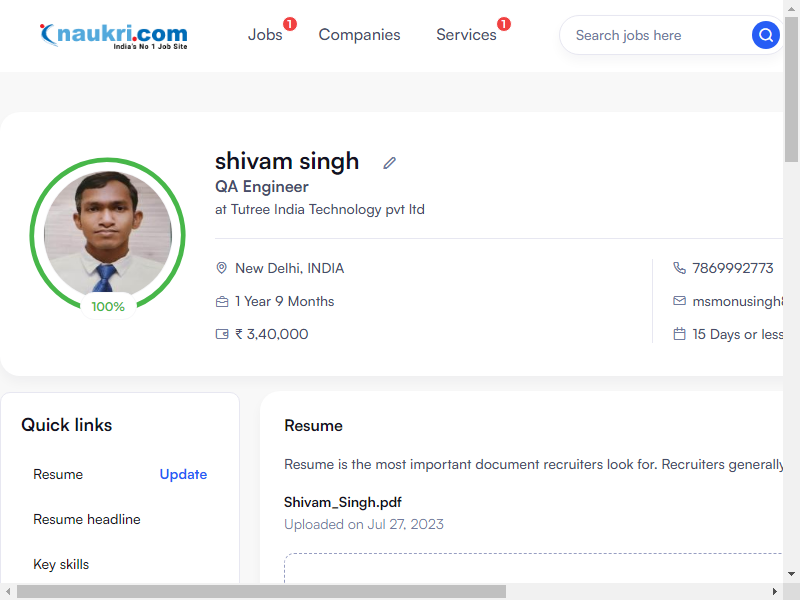 naukri.com
India's No 1 Job Site
Jobs 1
Companies
Services 1
Search jobs here
shivam singh
QA Engineer
at Tutree India Technology pvt ltd
New Delhi, INDIA
7869992773
1 Year 9 Months
msmonusingh
₹ 3,40,000
15 Days or less
100%
Quick links
Resume Update
Resume headline
Key skills
Resume
Resume is the most important document recruiters look for. Recruiters generally
Shivam_Singh.pdf
Uploaded on Jul 27, 2023